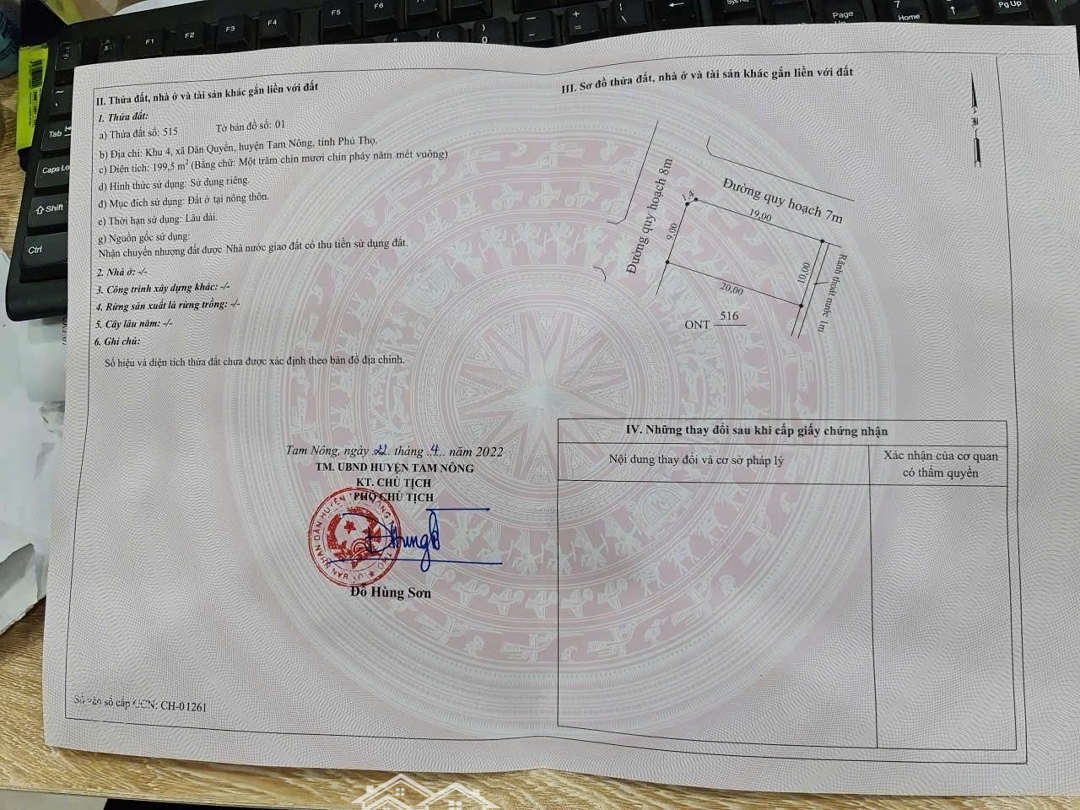 II. Thửa đất, nhà ở và tài sản khác gắn liền với đất
1. Thửa đất:
a) Thửa đất số: 515 Tờ bản đồ số: 01
b) Địa chỉ: Khu 4, xã Dân Quyền, huyện Tam Nông, tỉnh Phú Thọ.
c) Diện tích: 199,5 m² (Bằng chữ: Một trăm chín mươi chín phảy năm mét vuông)
d) Hình thức sử dụng: Sử dụng riêng.
đ) Mục đích sử dụng: Đất ở tại nông thôn.
e) Thời hạn sử dụng: Lâu dài.
g) Nguồn gốc sử dụng:
Nhận chuyển nhượng đất được Nhà nước giao đất có thu tiền sử dụng đất.
2. Nhà ở: -/-
3. Công trình xây dựng khác: -/-
4. Rừng sản xuất là rừng trồng: -/-
5. Cây lâu năm: -/-
6. Ghi chú:
Số hiệu và diện tích thửa đất chưa được xác định theo bản đồ địa chính.
Tam Nông, ngày 22 tháng 4 năm 2022
TM. UBND HUYỆN TAM NÔNG
KT. CHỦ TỊCH
PHÓ CHỦ TỊCH
Đỗ Hùng Sơn
Số vào sổ cấp GCN: CH-01261
III. Sơ đồ thửa đất, nhà ở và tài sản khác gắn liền với đất
Đường quy hoạch 8m
Đường quy hoạch 7m
1,4
19,00
9,00
10,00
20,00
Rãnh thoát nước 1m
ONT 516
IV. Những thay đổi sau khi cấp giấy chứng nhận
Nội dung thay đổi và cơ sở pháp lý
Xác nhận của cơ quan
có thẩm quyền
Tab
Caps Lo
Shift
Ctrl
F1
F2
F3
F4
F5
F6
Page
7
Home
Pg Up